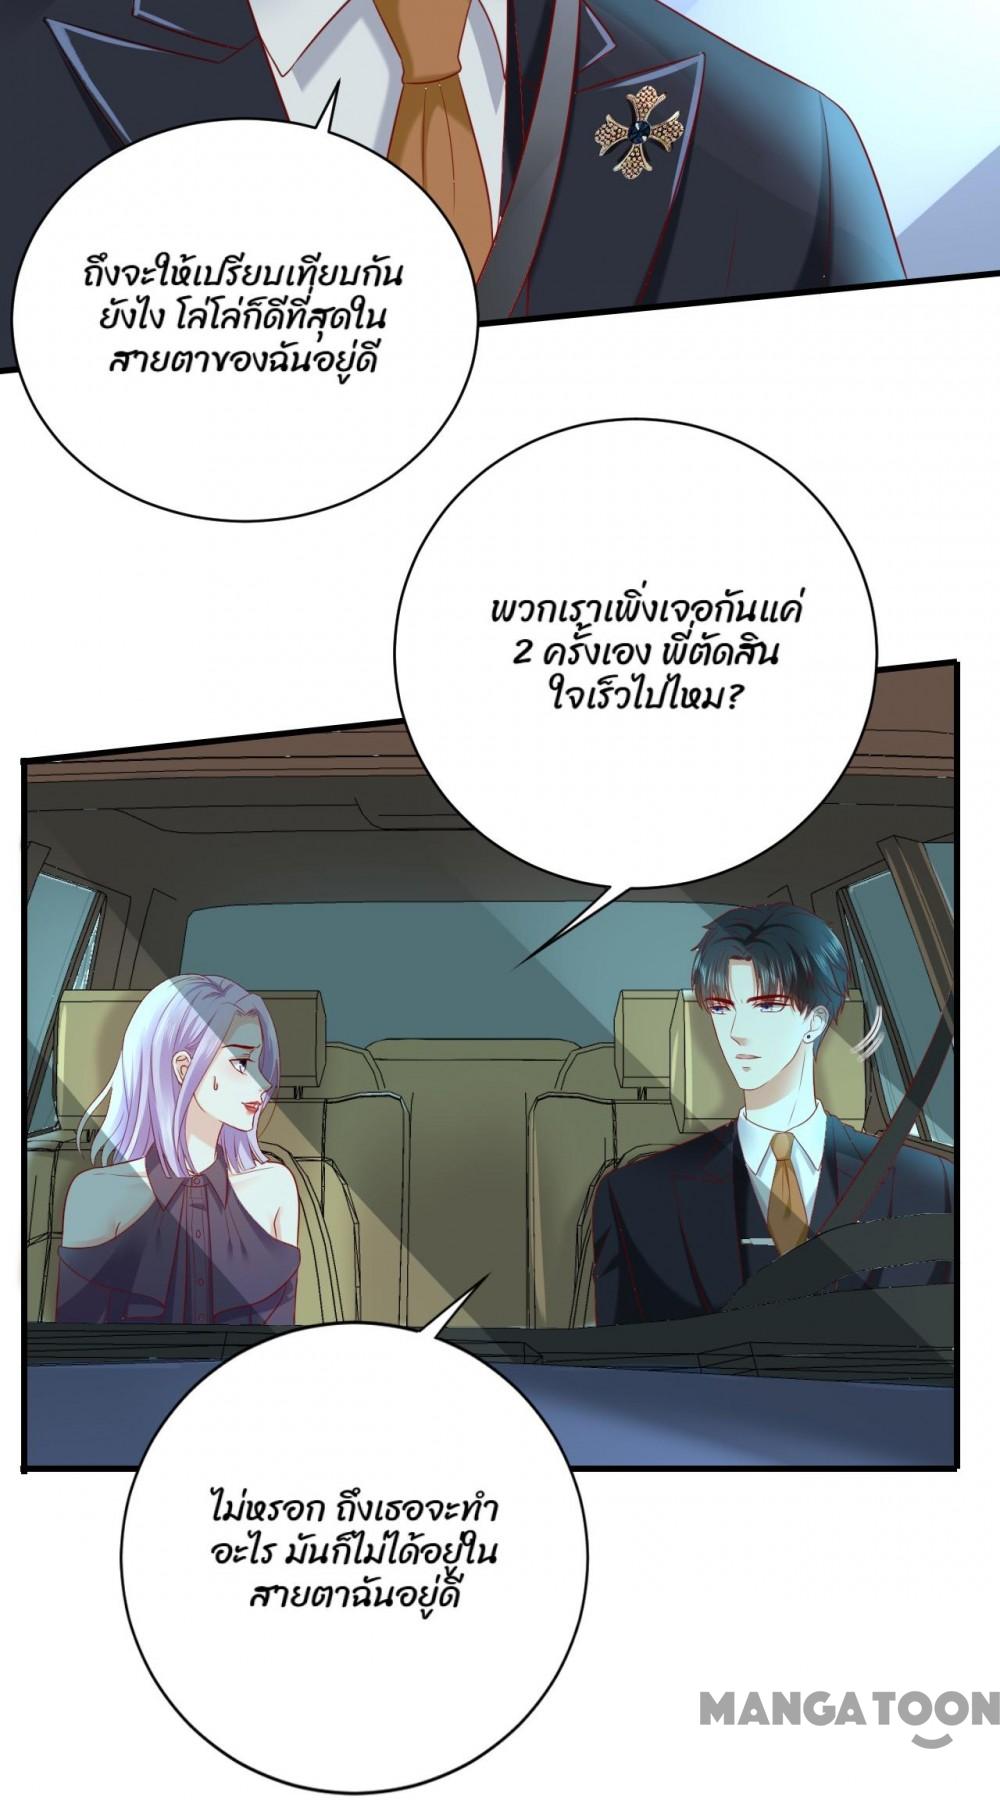 ถึงจะให้เปรียบเทียบกัน
ยังไง โล่โล่ก็ดีที่สุดใน
สายตาของฉันอยู่ดี
พวกเราเพิ่งเจอกันแค่
2 ครั้งเอง พี่ตัดสิน
ใจเร็วไปไหม?
ไม่หรอก ถึงเธอจะทำ
อะไร มันก็ไม่ได้อยู่ใน
สายตาฉันอยู่ดี
MANGATOON